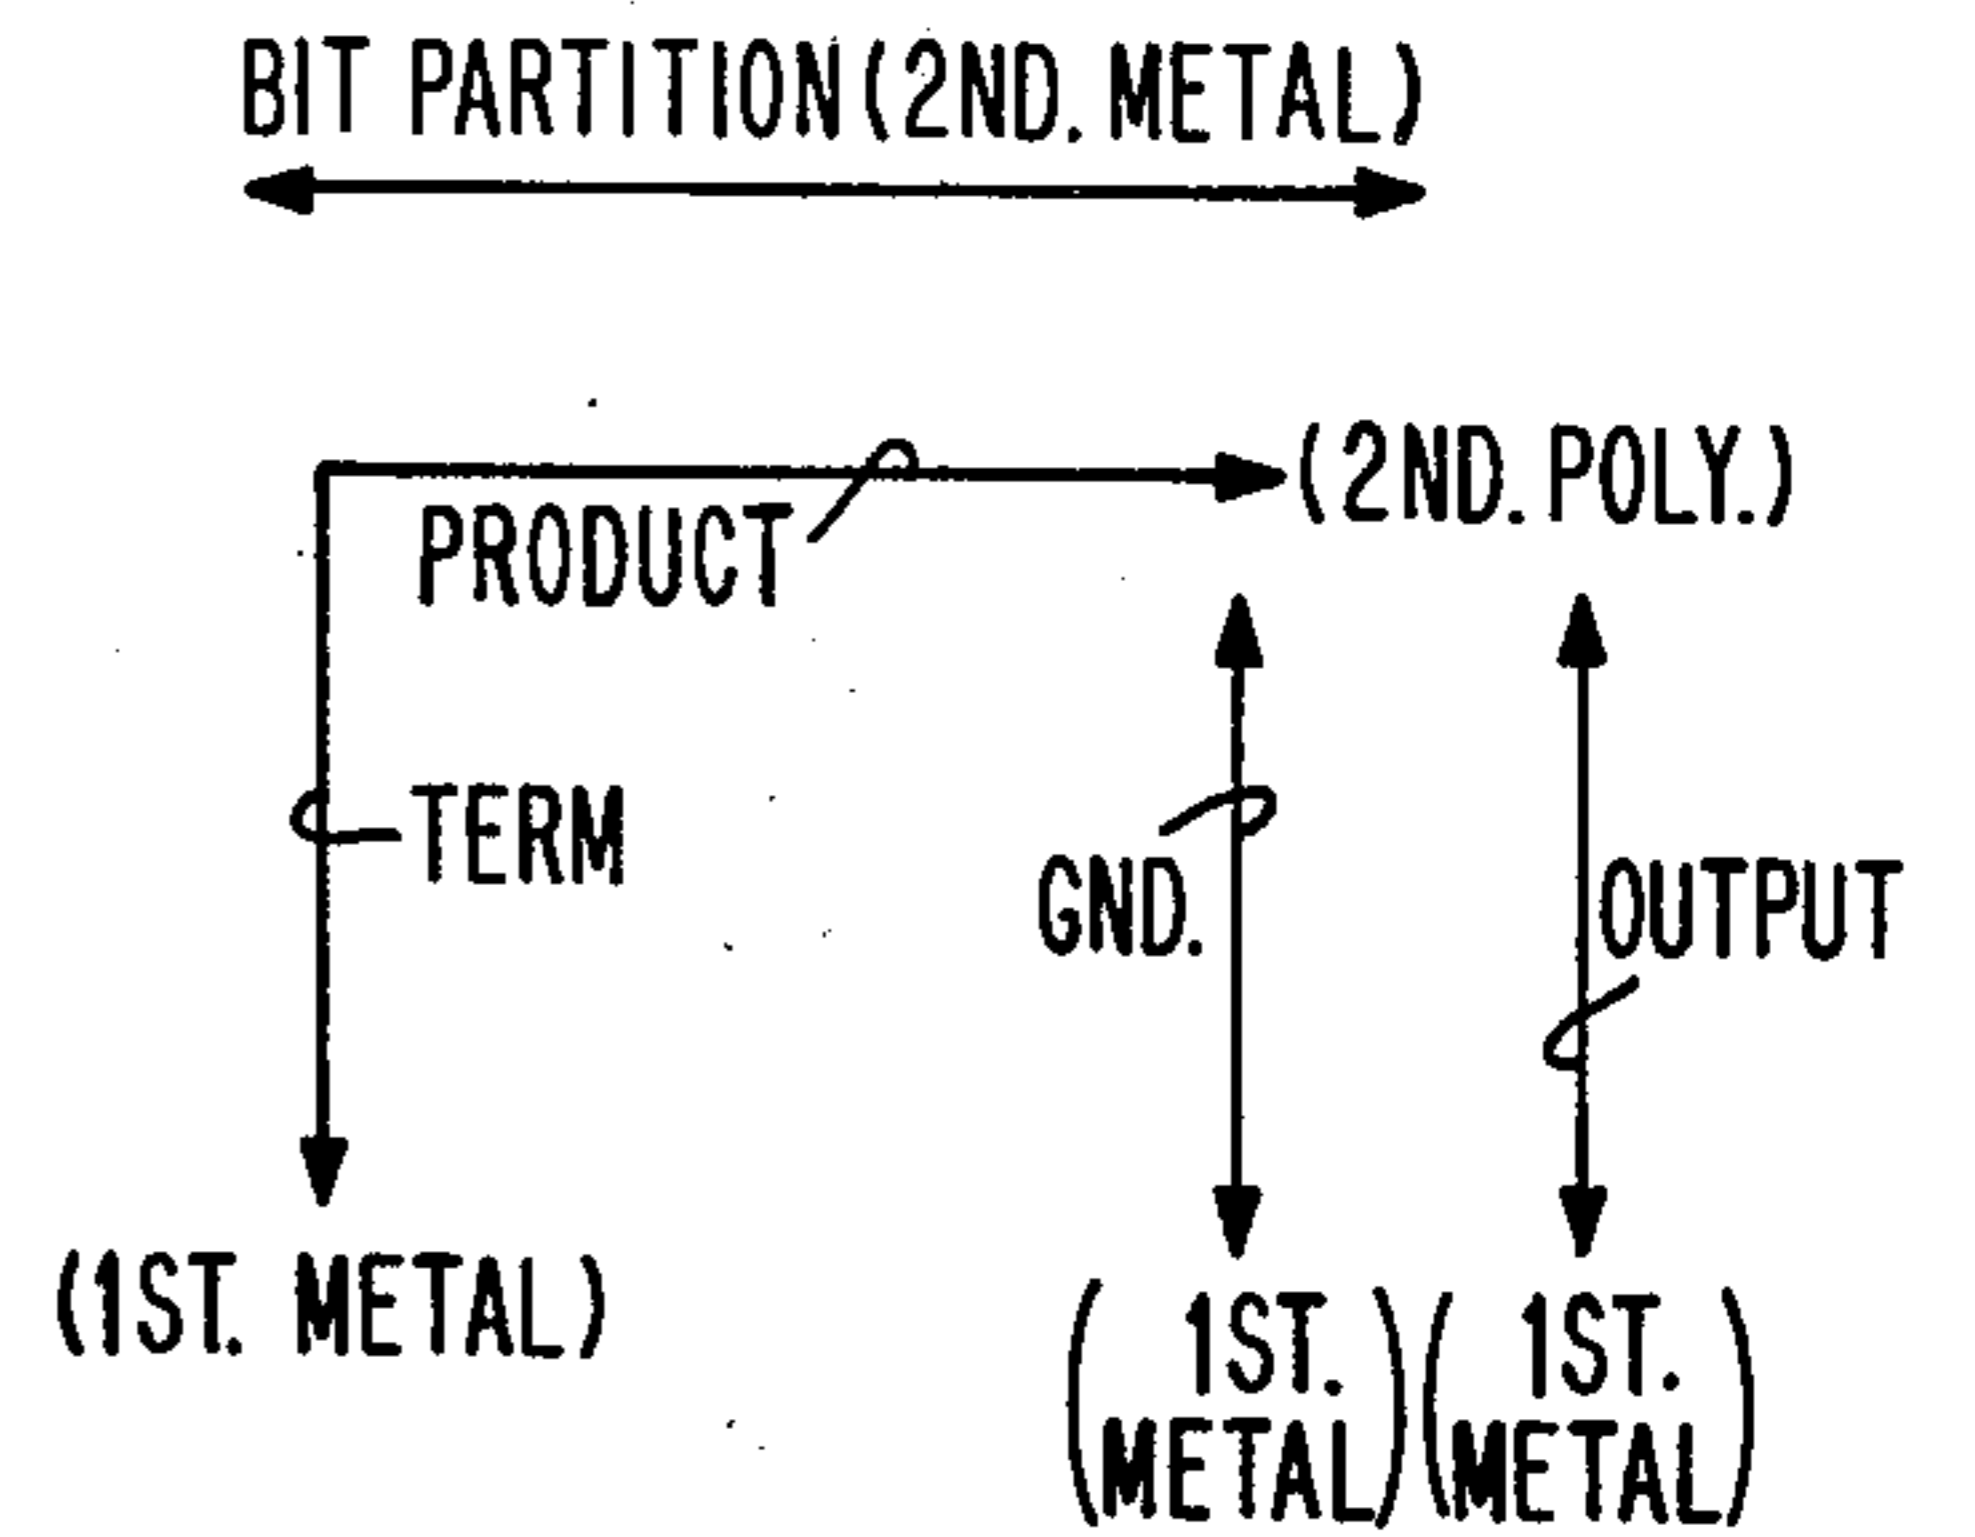 BIT PARTITION(2ND. METAL)
(2ND. POLY.)
PRODUCT
TERM
GND.
OUTPUT
(1ST. METAL)
(1ST. METAL)
(1ST. METAL)